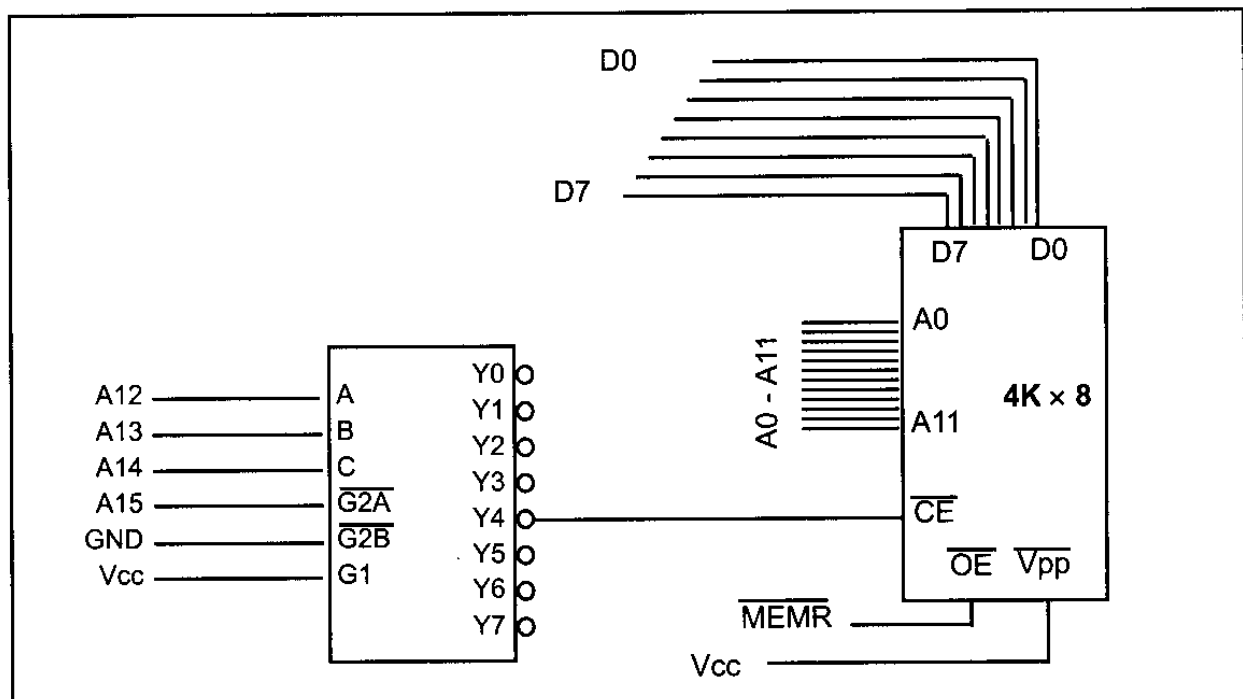 D0
D7
D7 D0
A0
A0 - A11
4K × 8
A11
A12 A Y0
A13 B Y1
A14 C Y2
A15 G2A Y3
GND G2B Y4
Vcc G1 Y5
Y6
Y7
CE
OE Vpp
MEMR
Vcc